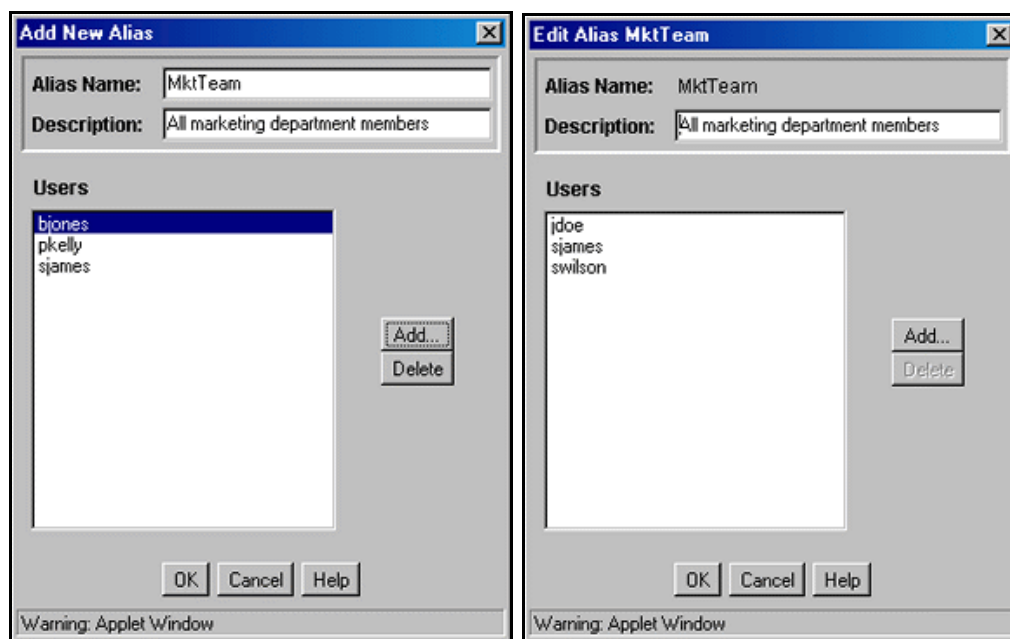 Add New Alias
Alias Name: MktTeam
Description: All marketing department members
Users
bjones
pkelly
sjames
Add...
Delete
OK Cancel Help
Warning: Applet Window
Edit Alias MktTeam
Alias Name: MktTeam
Description: All marketing department members
Users
jdoe
sjames
swilson
Add...
Delete
OK Cancel Help
Warning: Applet Window